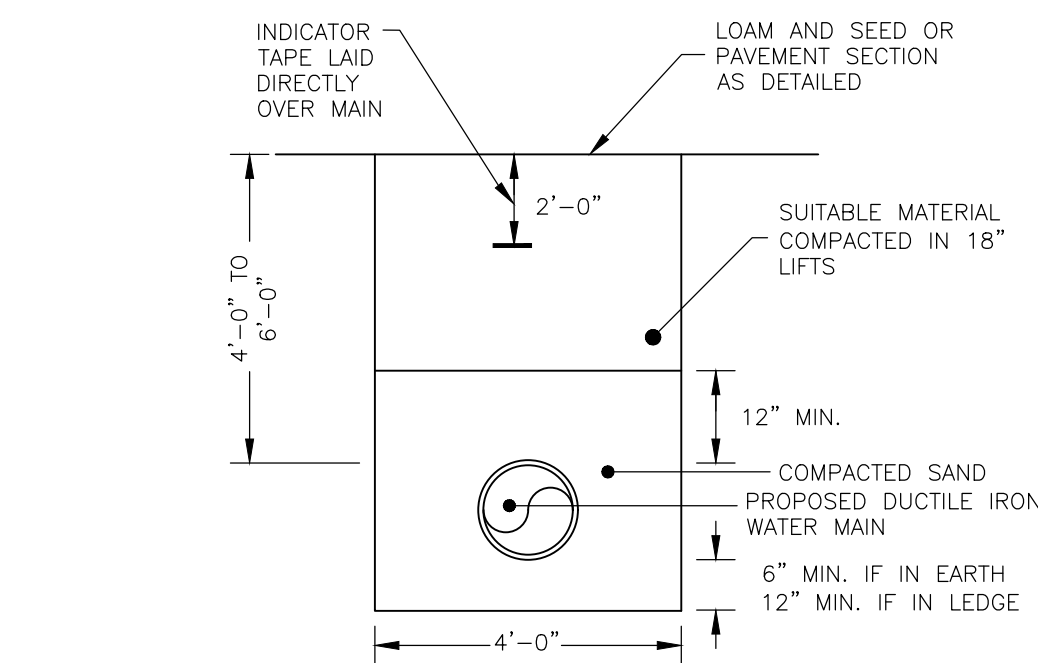 INDICATOR
TAPE LAID
DIRECTLY
OVER MAIN
LOAM AND SEED OR
PAVEMENT SECTION
AS DETAILED
2'-0"
SUITABLE MATERIAL
COMPACTED IN 18"
LIFTS
4'-0" TO
6'-0"
12" MIN.
COMPACTED SAND
PROPOSED DUCTILE IRON
WATER MAIN
6" MIN. IF IN EARTH
12" MIN. IF IN LEDGE
4'-0"